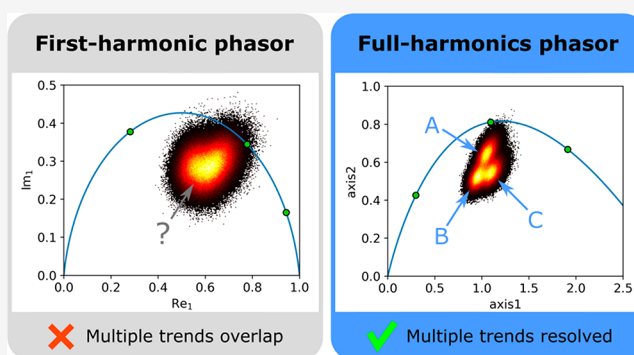 First-harmonic phasor
0.5
0.4
0.3
0.2
0.1
0.0
Im1
?
0.0 0.2 0.4 0.6 0.8 1.0
Re1
Multiple trends overlap
Full-harmonics phasor
1.0
0.8
0.6
0.4
0.2
0.0
axis2
A
B
C
0.0 0.5 1.0 1.5 2.0 2.5
axis1
Multiple trends resolved